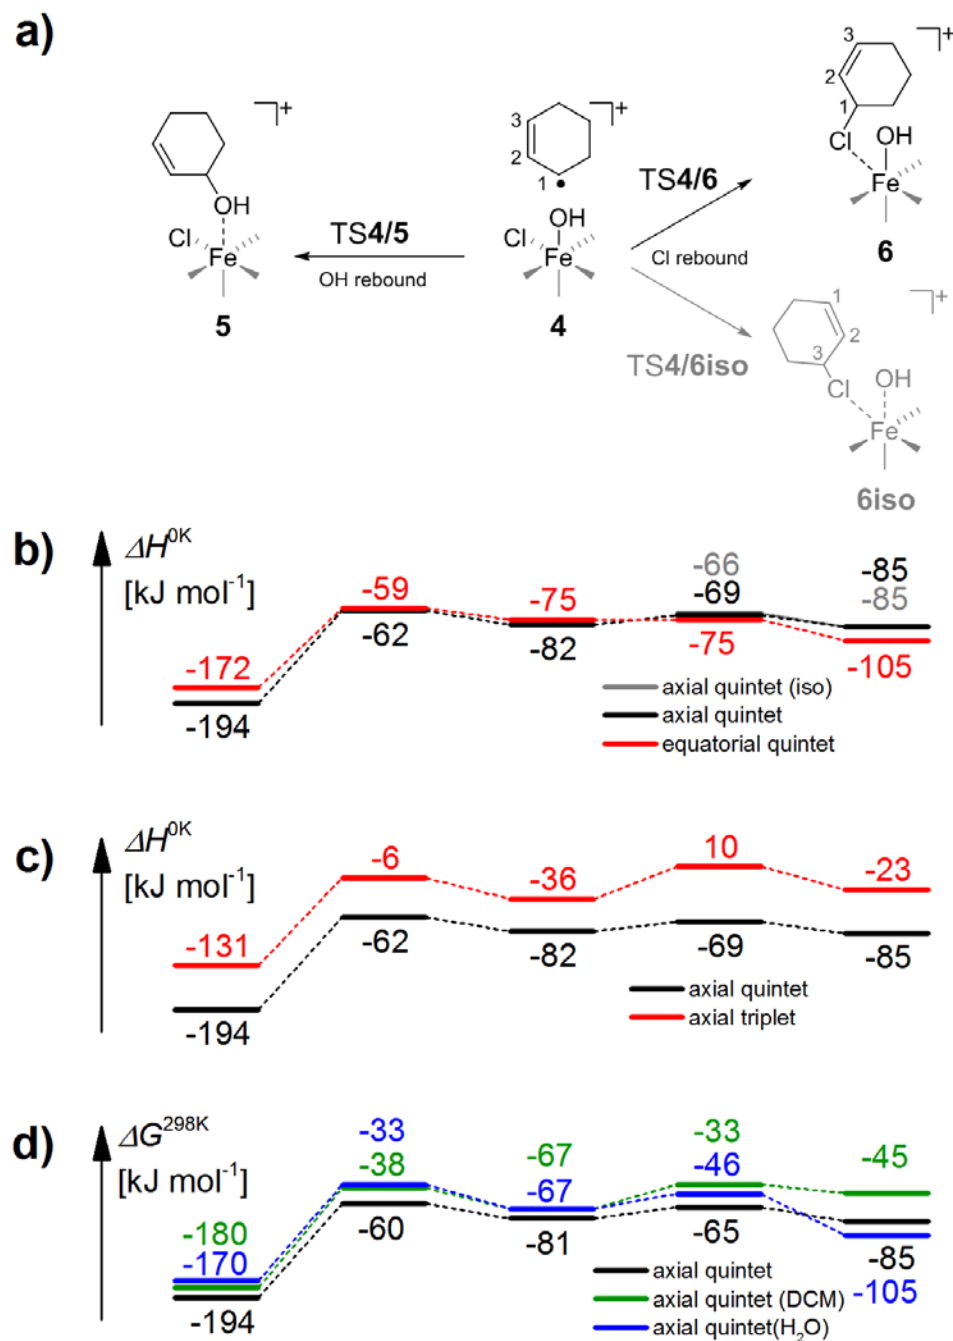 a)
3
2
1
Cl
OH
Fe
6
TS4/6
Cl rebound
OH
Cl
Fe
5
TS4/5
OH rebound
3
2
1
OH
Cl
Fe
4
TS4/6iso
1
2
3
Cl
OH
Fe
6iso
b)
ΔH0K
[kJ mol-1]
-172
-194
-59
-62
-75
-82
-66
-69
-75
-85
-85
-105
axial quintet (iso)
axial quintet
equatorial quintet
c)
ΔH0K
[kJ mol-1]
-131
-194
-6
-62
-36
-82
10
-69
-23
-85
axial quintet
axial triplet
d)
ΔG298K
[kJ mol-1]
-180
-170
-194
-33
-38
-60
-67
-67
-81
-33
-46
-65
-45
-85
-105
axial quintet
axial quintet (DCM)
axial quintet(H2O)